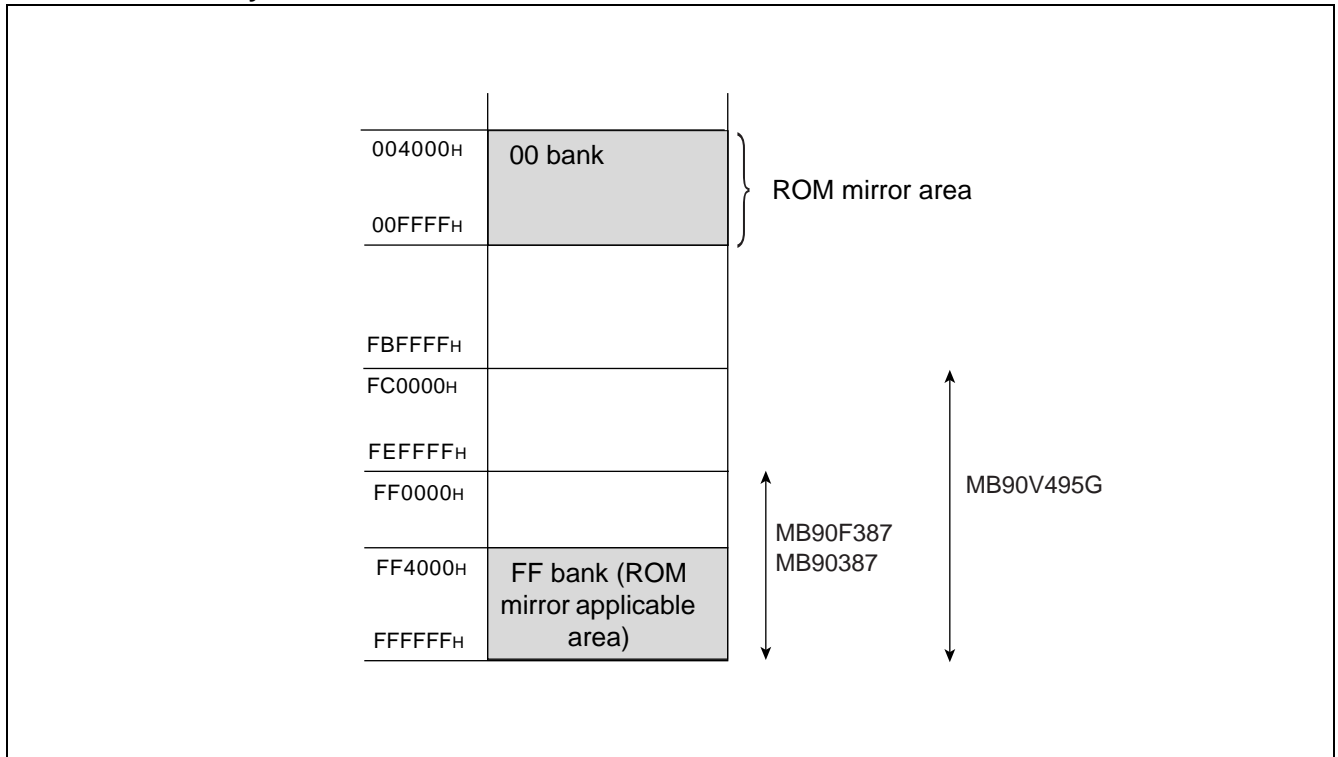 004000H
00 bank
ROM mirror area
00FFFFH
FBFFFFH
FC0000H
FEFFFFH
FF0000H
MB90V495G
MB90F387
MB90387
FF4000H
FF bank (ROM
mirror applicable
area)
FFFFFFH